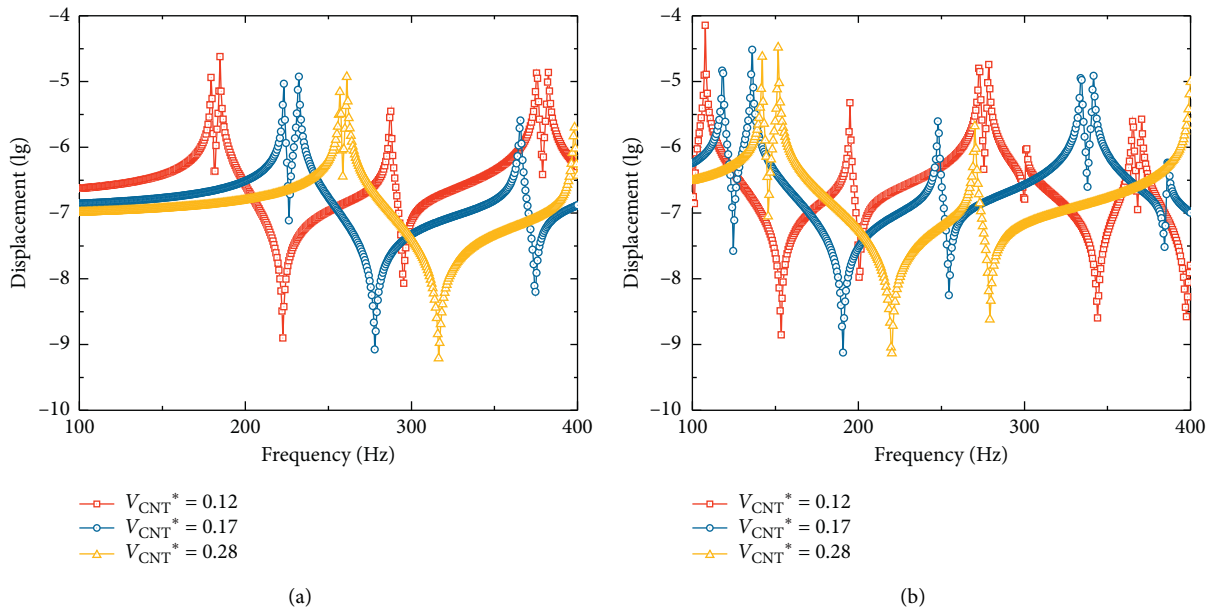 −4
−5
−6
−7
−8
−9
−10
Displacement (lg)
100
200
300
400
Frequency (Hz)
V_CNT* = 0.12
V_CNT* = 0.17
V_CNT* = 0.28
(a)
−4
−5
−6
−7
−8
−9
−10
Displacement (lg)
100
200
300
400
Frequency (Hz)
V_CNT* = 0.12
V_CNT* = 0.17
V_CNT* = 0.28
(b)